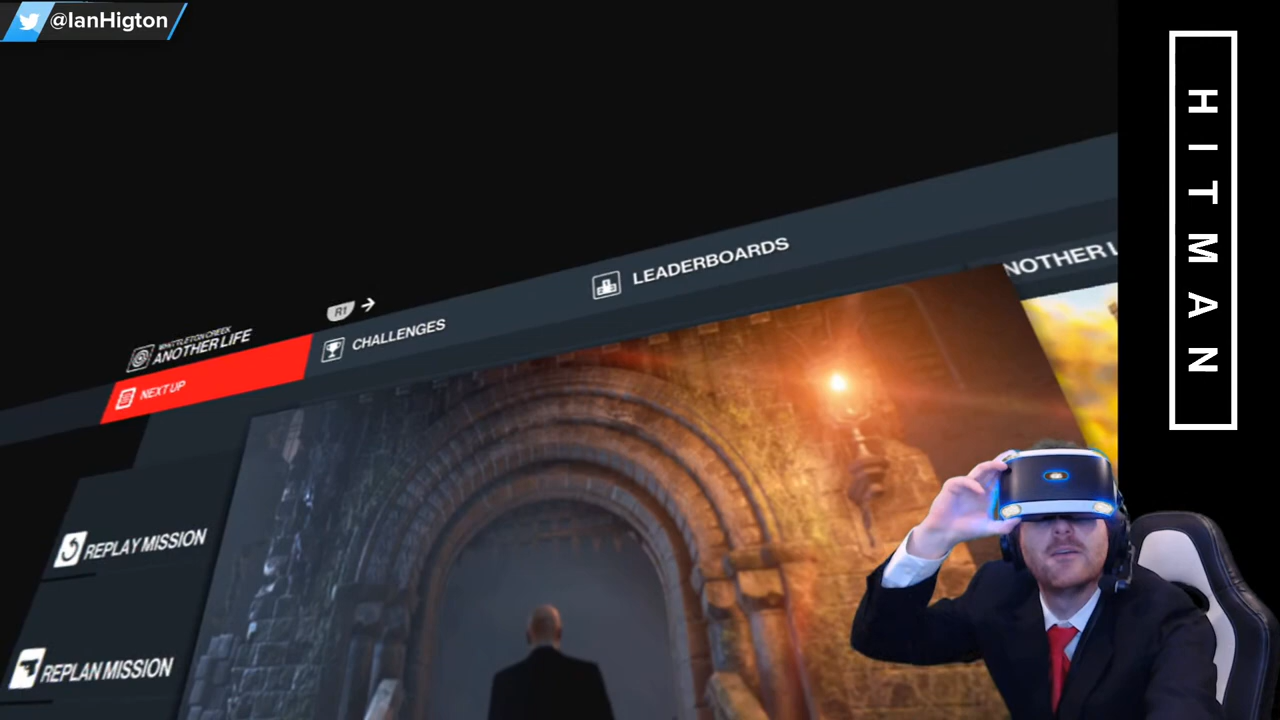 @IanHigton
HITMAN
LEADERBOARDS
NOTHER L
R1
CHALLENGES
WHITTLETON CREEK
ANOTHER LIFE
NEXT UP
REPLAY MISSION
REPLAN MISSION